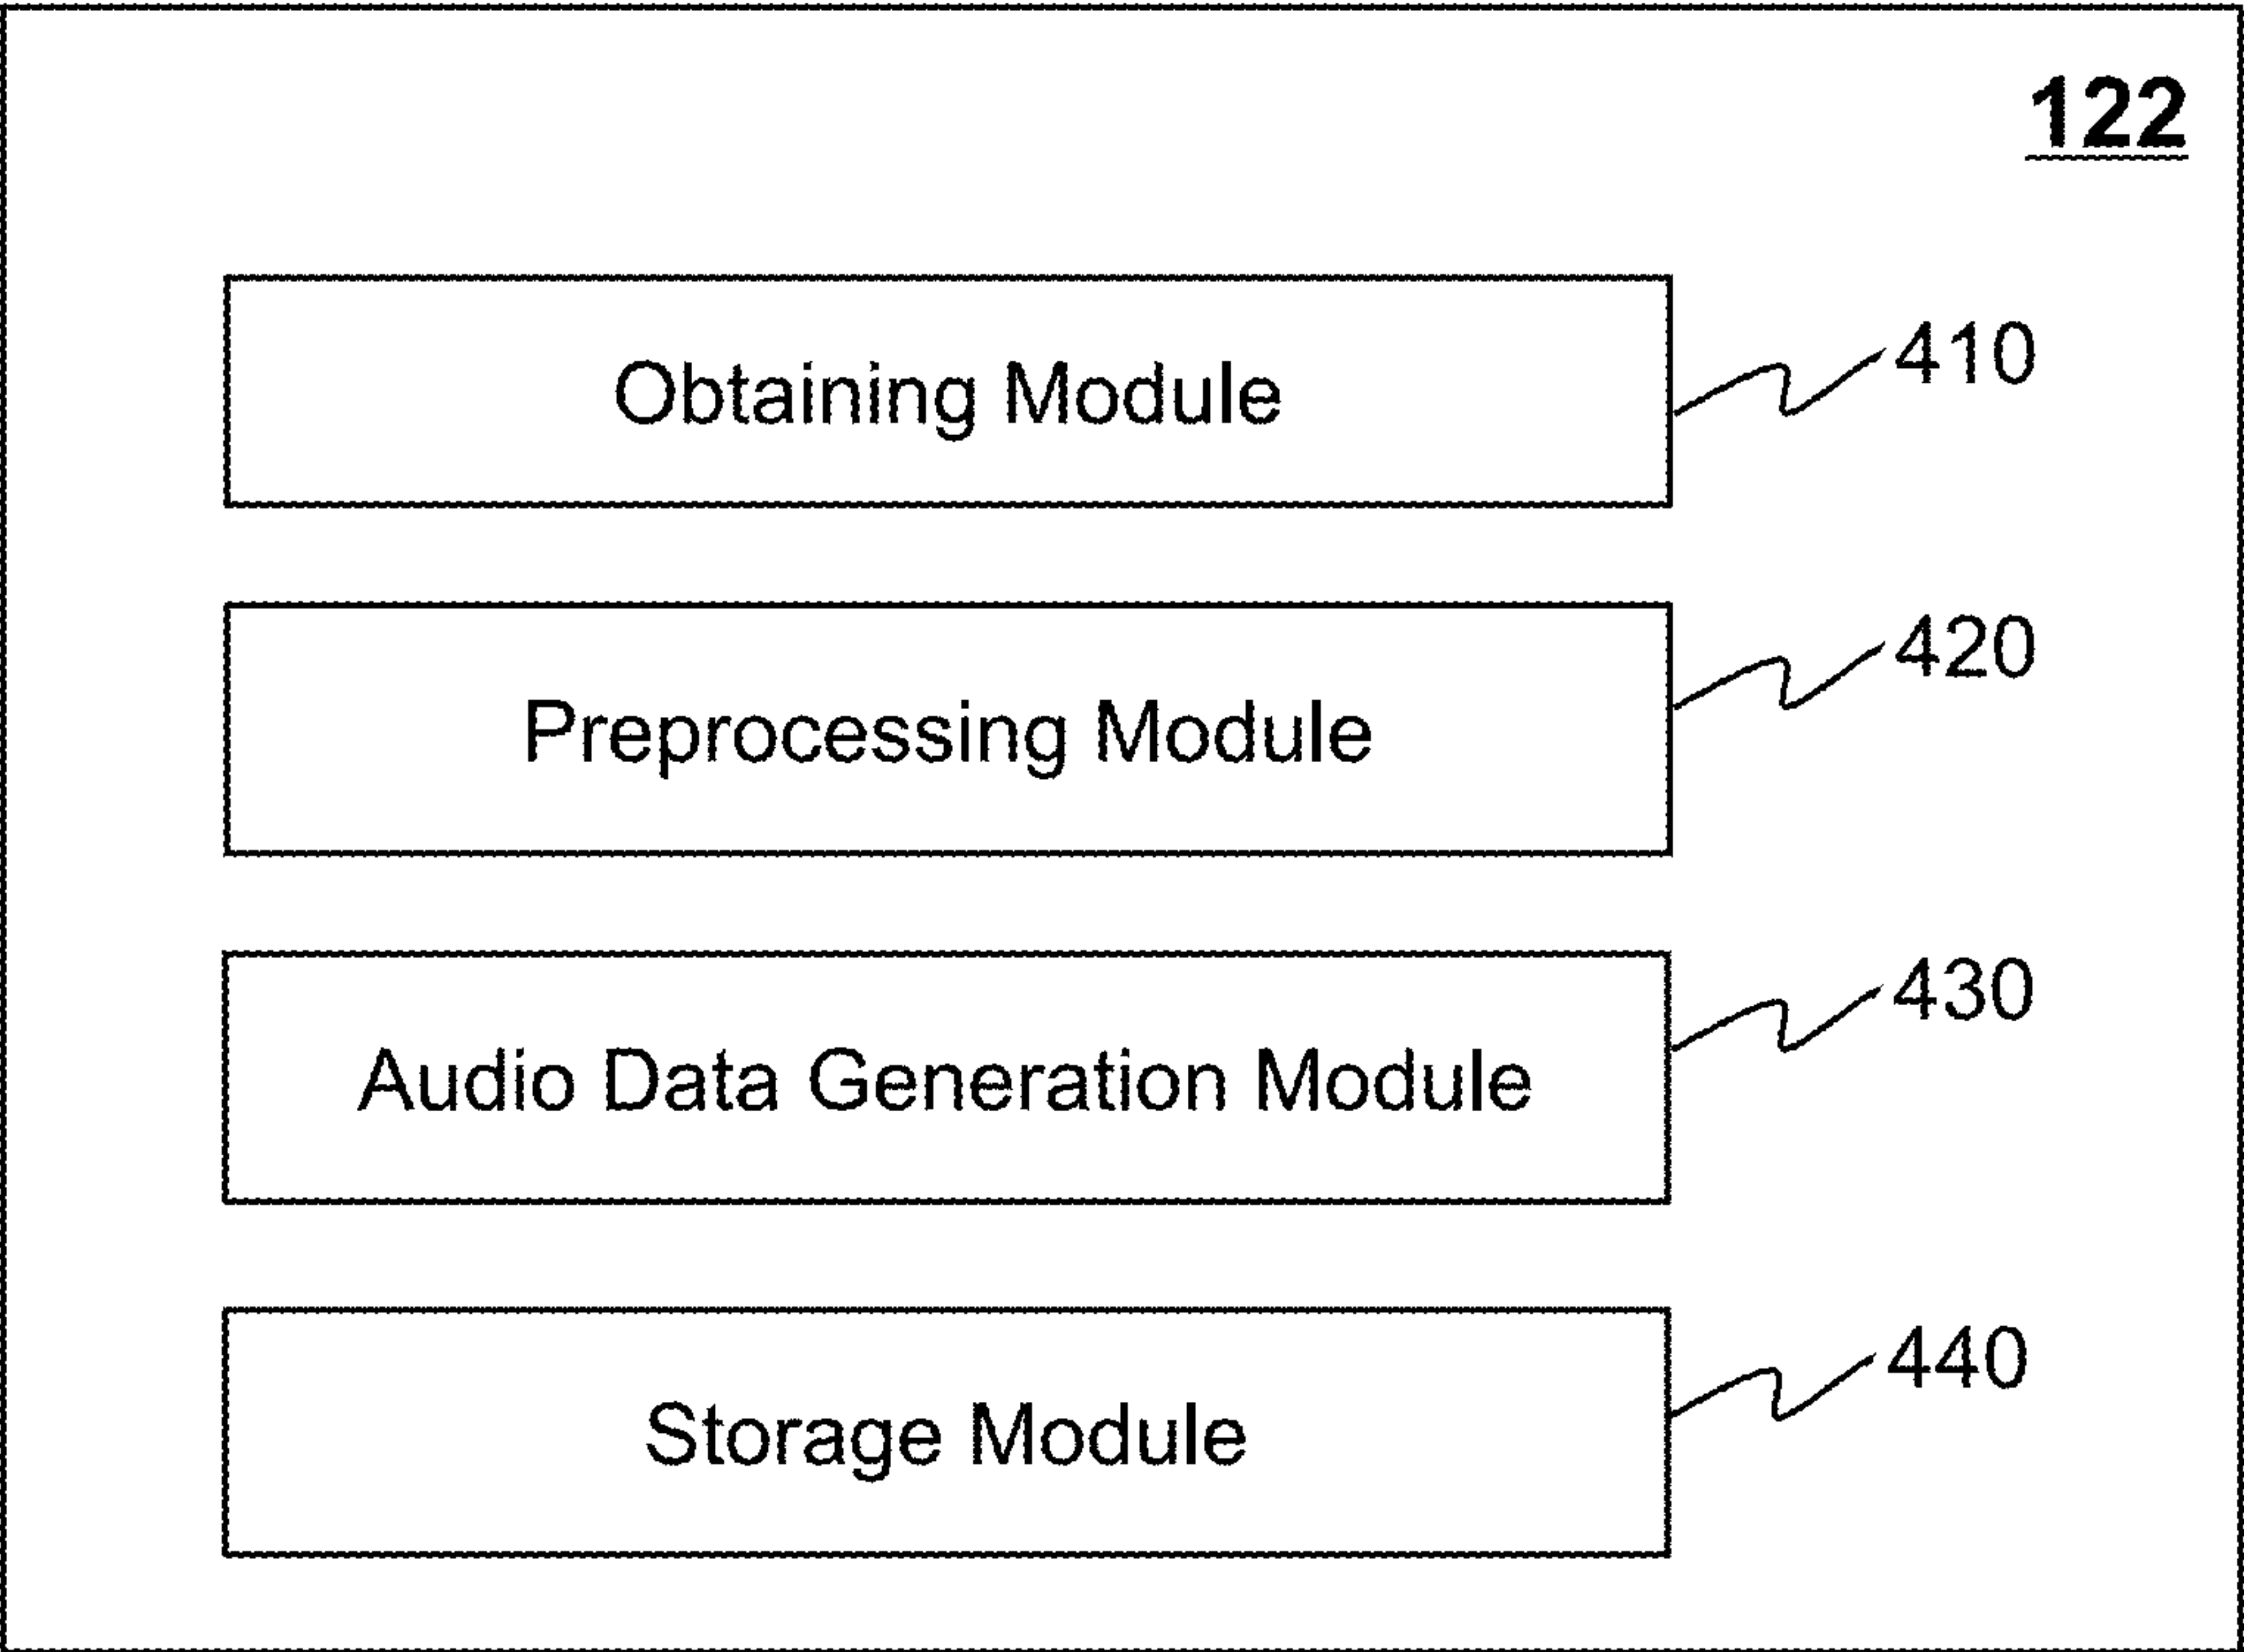 122
Obtaining Module
410
Preprocessing Module
420
Audio Data Generation Module
430
Storage Module
440